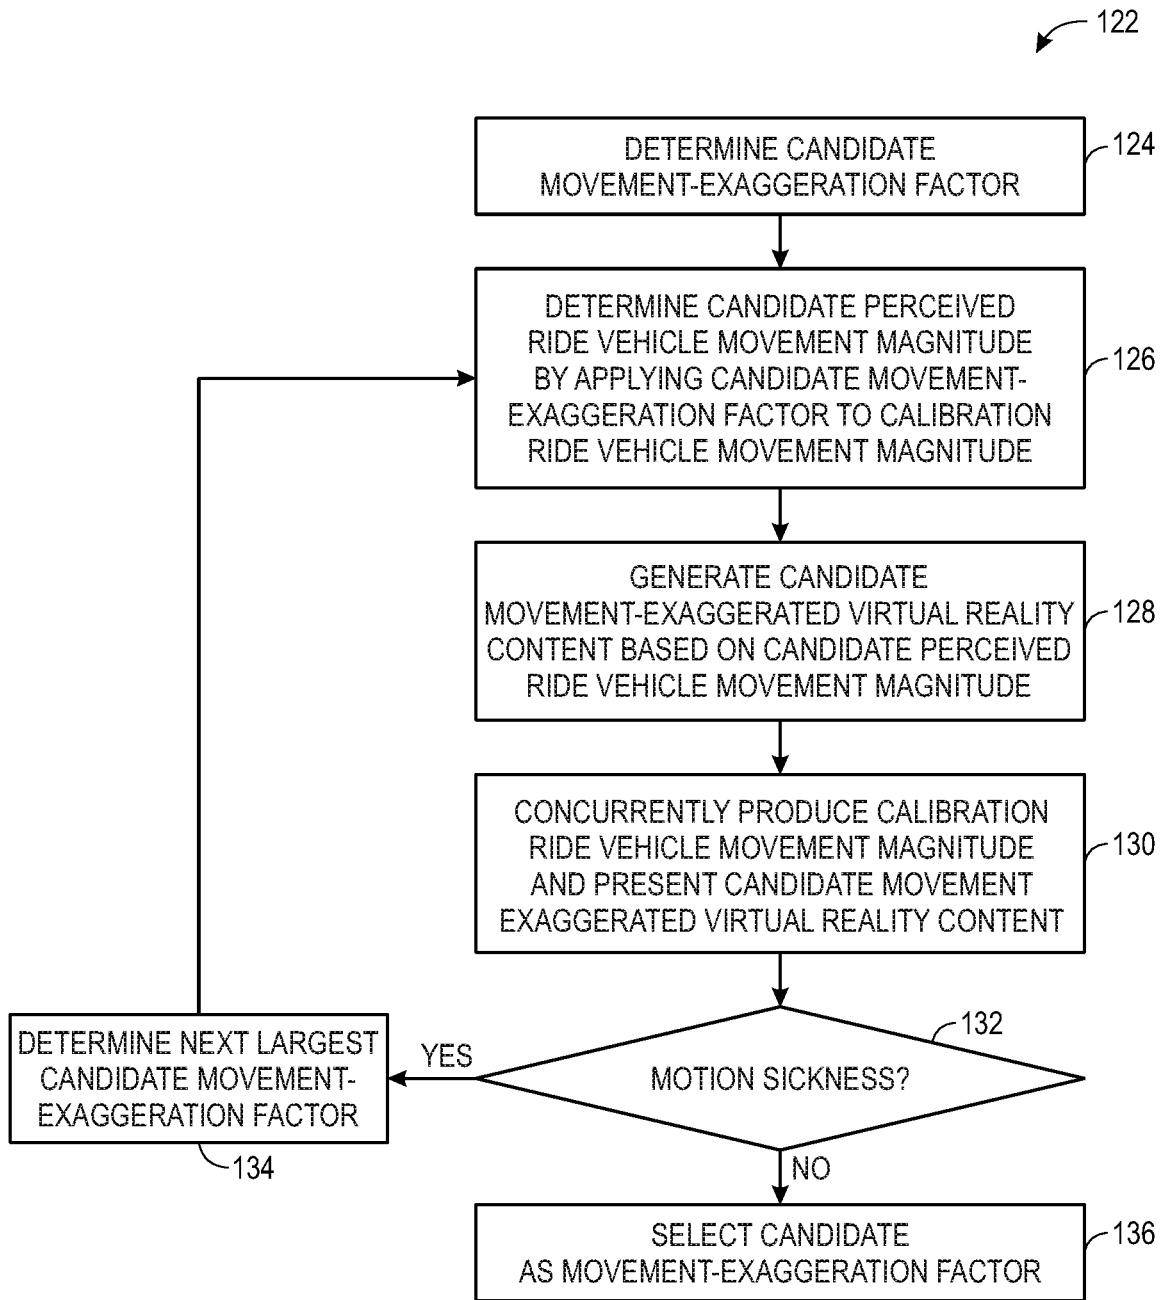 122
DETERMINE CANDIDATE
MOVEMENT-EXAGGERATION FACTOR
124
DETERMINE CANDIDATE PERCEIVED
RIDE VEHICLE MOVEMENT MAGNITUDE
BY APPLYING CANDIDATE MOVEMENT-
EXAGGERATION FACTOR TO CALIBRATION
RIDE VEHICLE MOVEMENT MAGNITUDE
126
GENERATE CANDIDATE
MOVEMENT-EXAGGERATED VIRTUAL REALITY
CONTENT BASED ON CANDIDATE PERCEIVED
RIDE VEHICLE MOVEMENT MAGNITUDE
128
CONCURRENTLY PRODUCE CALIBRATION
RIDE VEHICLE MOVEMENT MAGNITUDE
AND PRESENT CANDIDATE MOVEMENT
EXAGGERATED VIRTUAL REALITY CONTENT
130
MOTION SICKNESS?
132
YES
DETERMINE NEXT LARGEST
CANDIDATE MOVEMENT-
EXAGGERATION FACTOR
134
NO
SELECT CANDIDATE
AS MOVEMENT-EXAGGERATION FACTOR
136